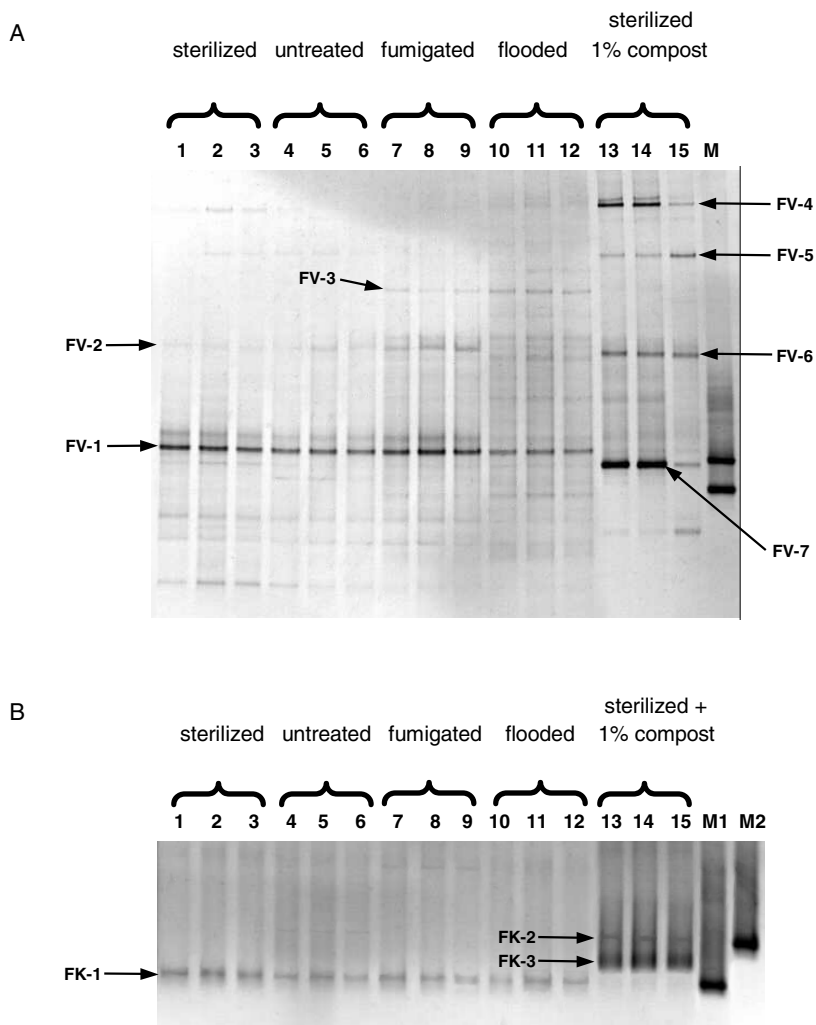 A
sterilized
sterilized untreated fumigated flooded 1% compost
1 2 3 4 5 6 7 8 9 10 11 12 13 14 15 M
FV-4
FV-5
FV-3
FV-2
FV-6
FV-1
FV-7
B
sterilized +
sterilized untreated fumigated flooded 1% compost
1 2 3 4 5 6 7 8 9 10 11 12 13 14 15 M1 M2
FK-2
FK-3
FK-1